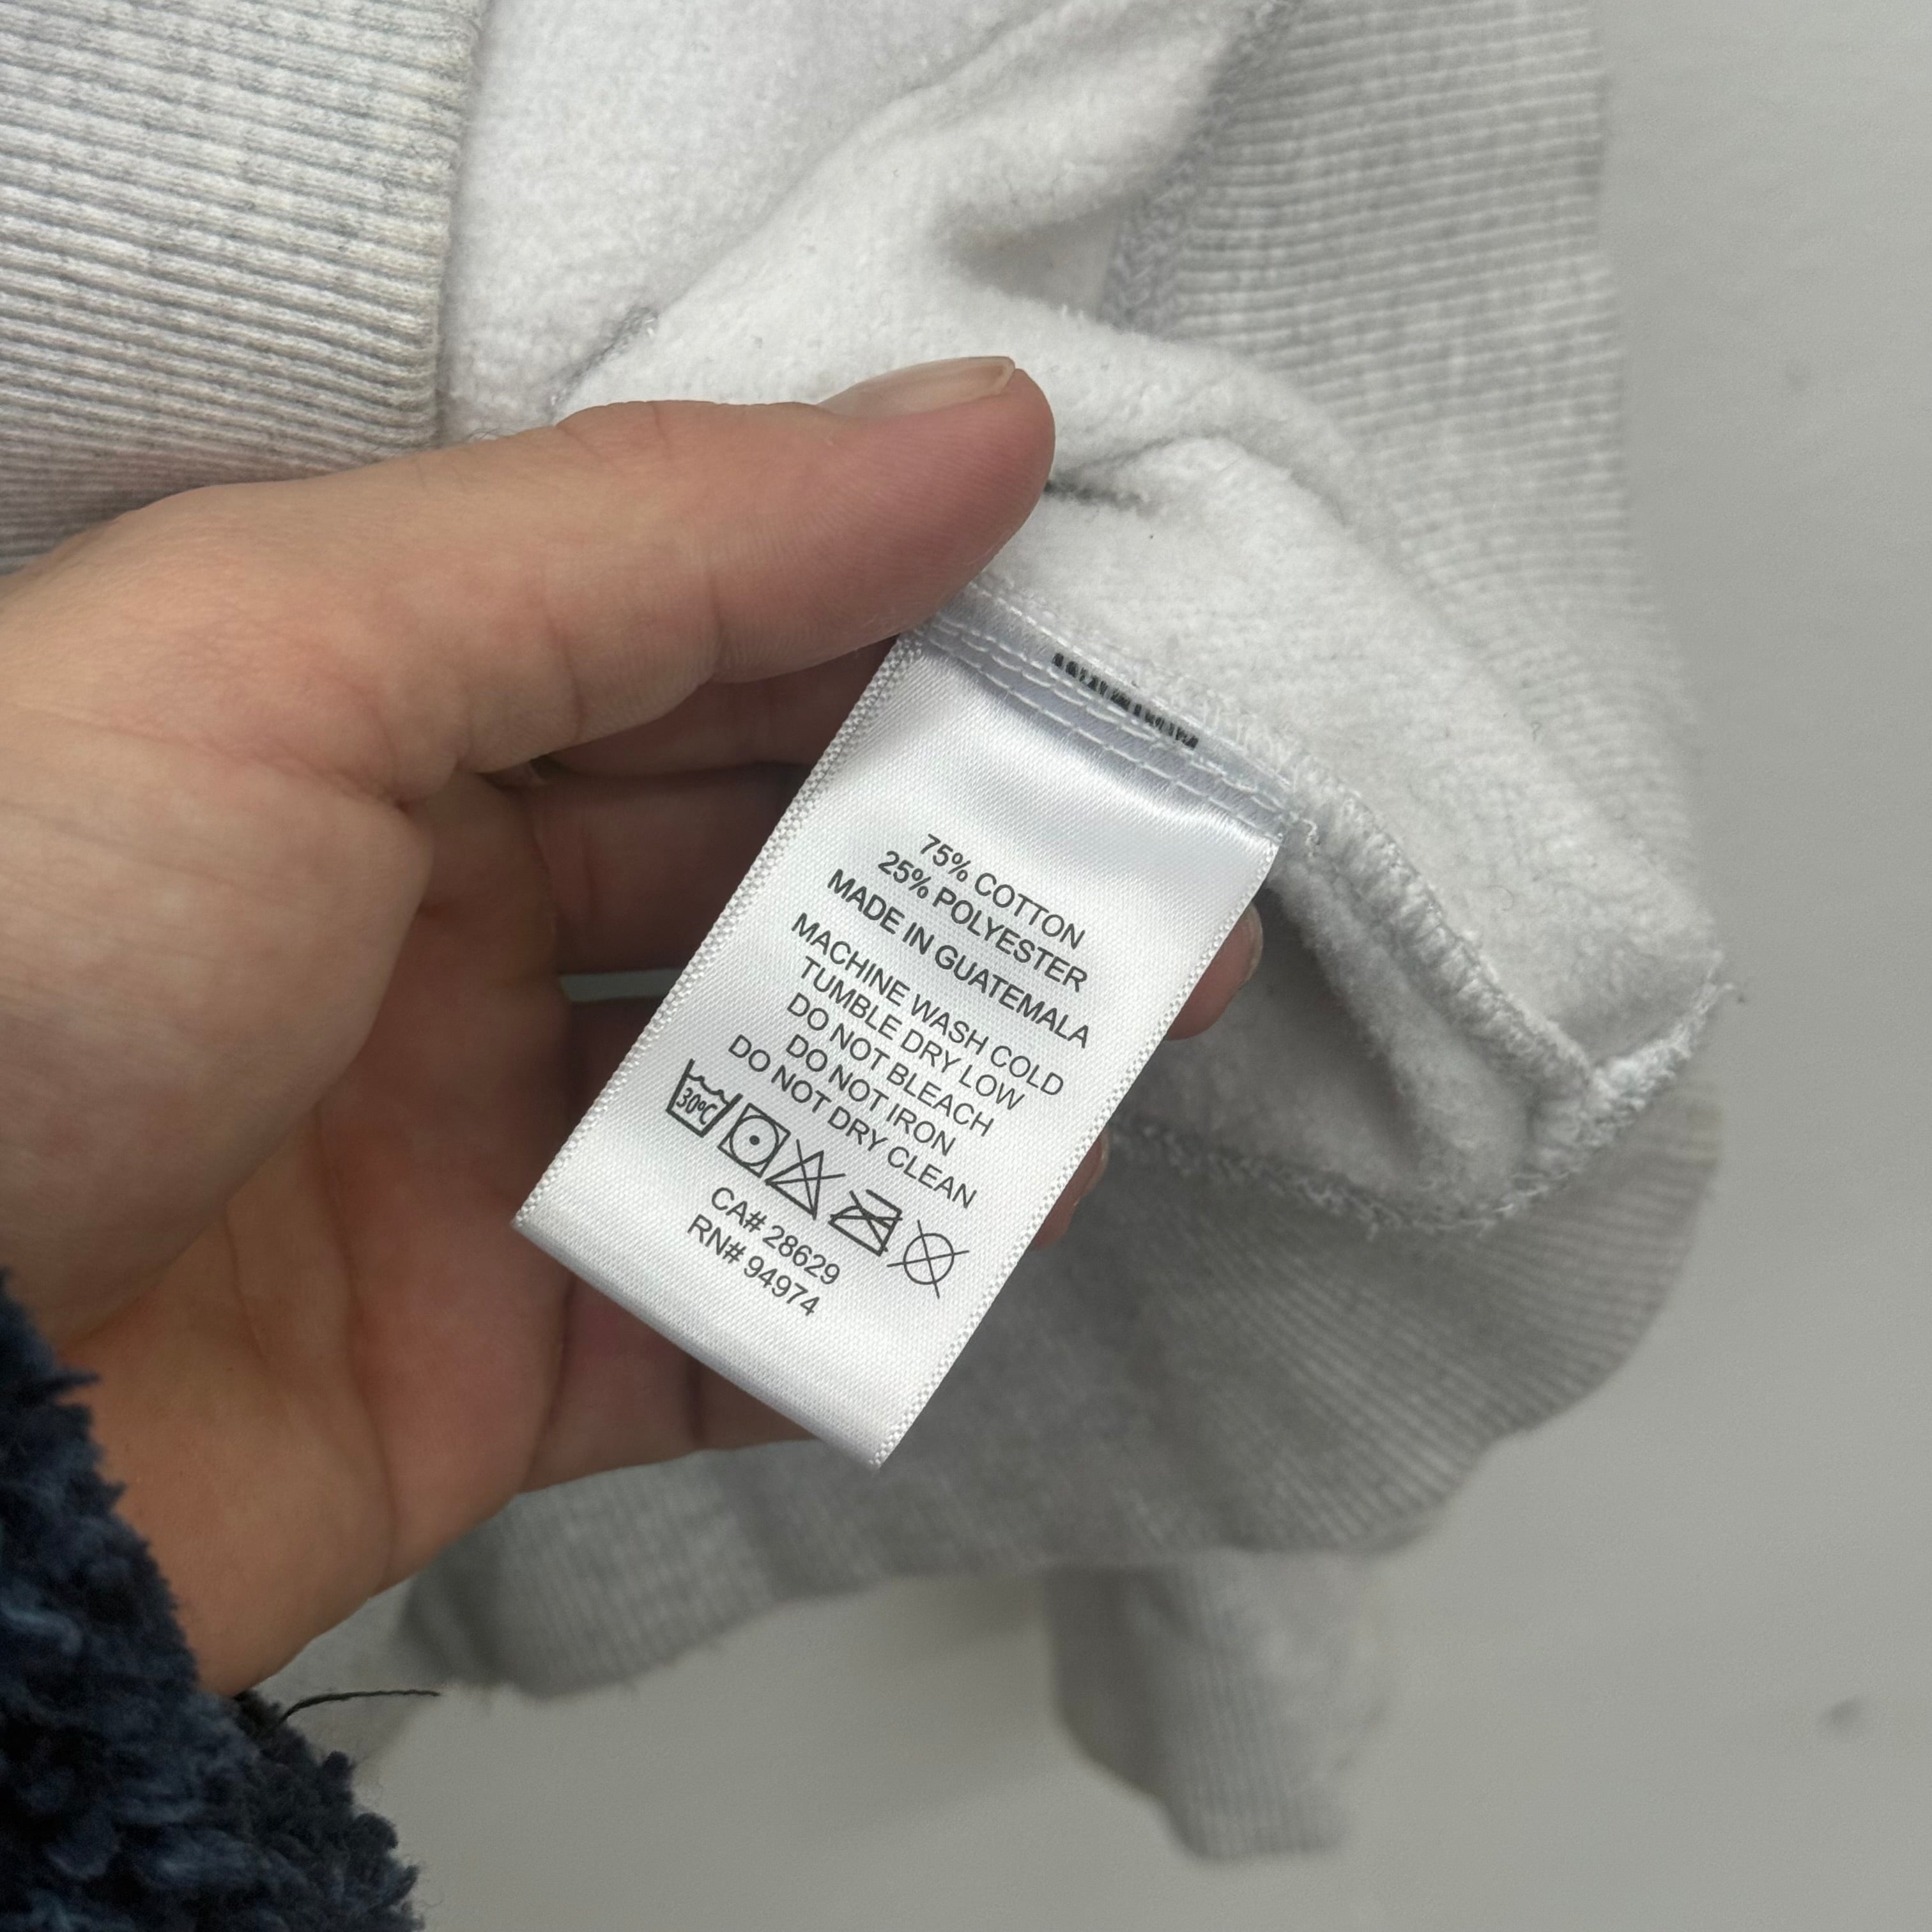 75% COTTON
25% POLYESTER
MADE IN GUATEMALA
MACHINE WASH COLD
TUMBLE DRY LOW
DO NOT BLEACH
DO NOT IRON
DO NOT DRY CLEAN
30ºC
CA# 28629
RN# 94974